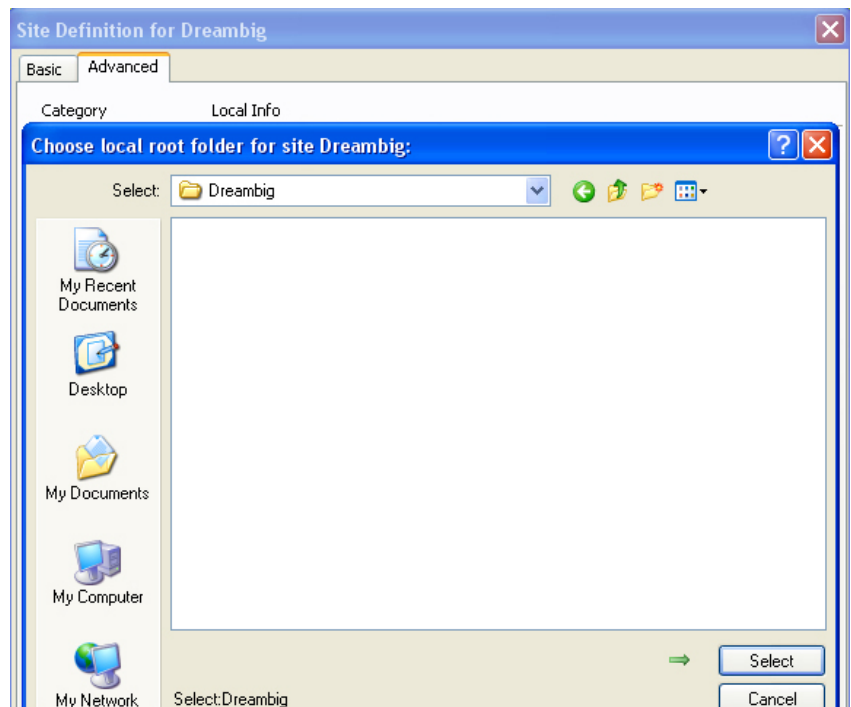 Site Definition for Dreambig
Basic Advanced
Category Local Info
Choose local root folder for site Dreambig:
Select: Dreambig
My Recent
Documents
Desktop
My Documents
My Computer
Select
My Network Select:Dreambig Cancel